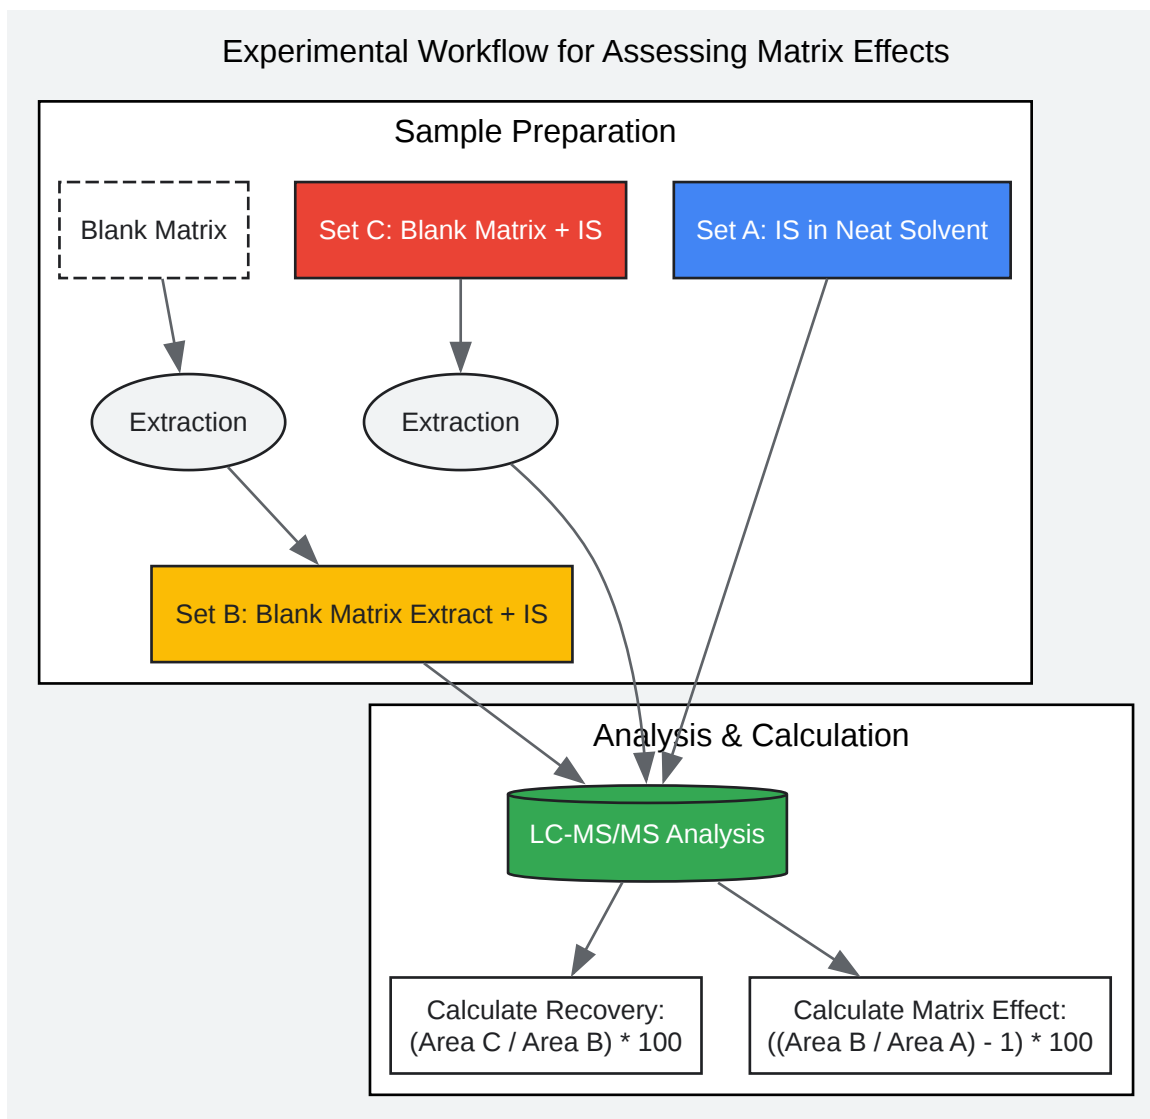 Experimental Workflow for Assessing Matrix Effects
Sample Preparation
Blank Matrix
Set C: Blank Matrix + IS
Set A: IS in Neat Solvent
Extraction
Extraction
Set B: Blank Matrix Extract + IS
Analysis & Calculation
LC-MS/MS Analysis
Calculate Recovery:
(Area C / Area B) * 100
Calculate Matrix Effect:
((Area B / Area A) - 1) * 100